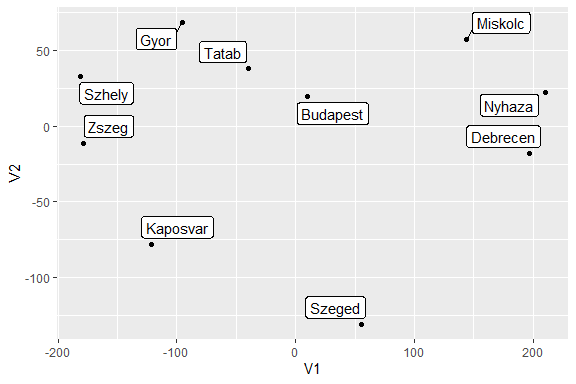 Miskolc
Gyor
Tatab
50
Szhely
Nyhaza
Budapest
Zszeg
0
Debrecen
V2
-50
Kaposvar
-100
Szeged
-200
-100
0
100
200
V1